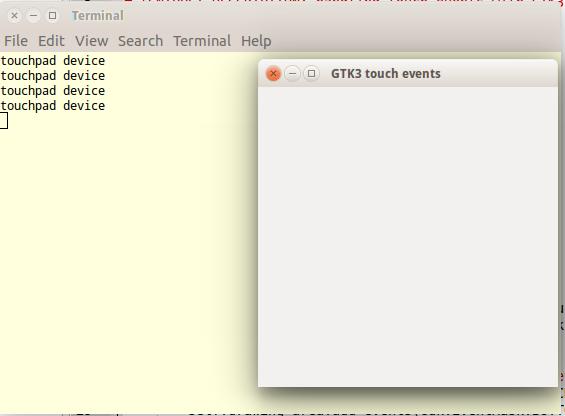 Terminal
File Edit View Search Terminal Help
touchpad device
touchpad device
touchpad device
touchpad device
GTK3 touch events